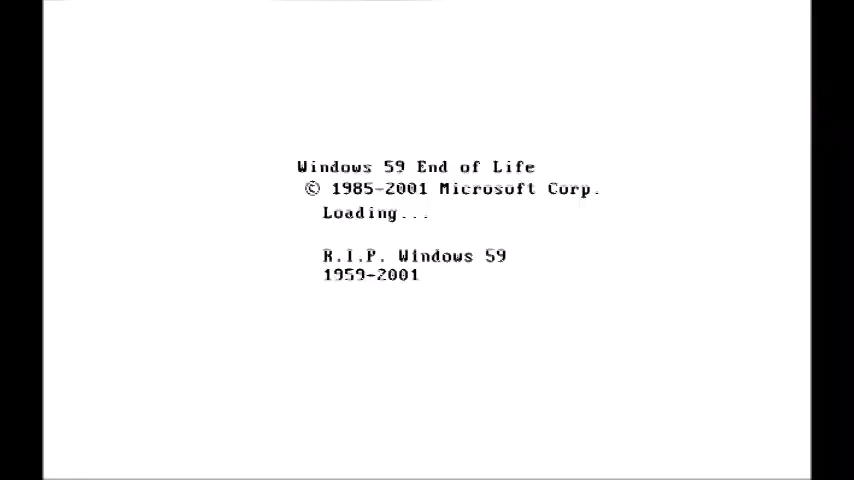 Windows 59 End of Life
© 1985-2001 Microsoft Corp.
Loading...
R.I.P. Windows 59
1959-2001